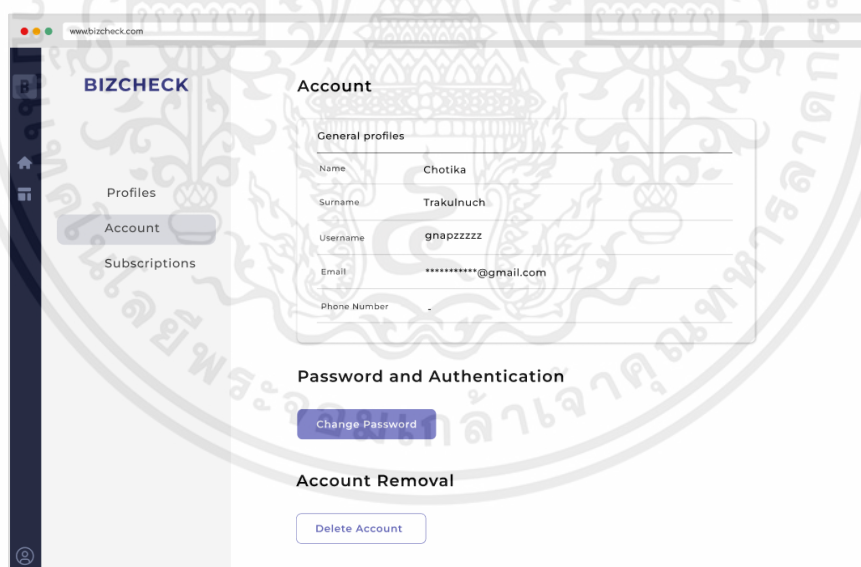 www.bizcheck.com
B
BIZCHECK
Profiles
Account
Subscriptions
Account
General profiles
Name Chotika
Surname Trakulnuch
Username gnapzzzzz
Email ***********@gmail.com
Phone Number -
Password and Authentication
Change Password
Account Removal
Delete Account